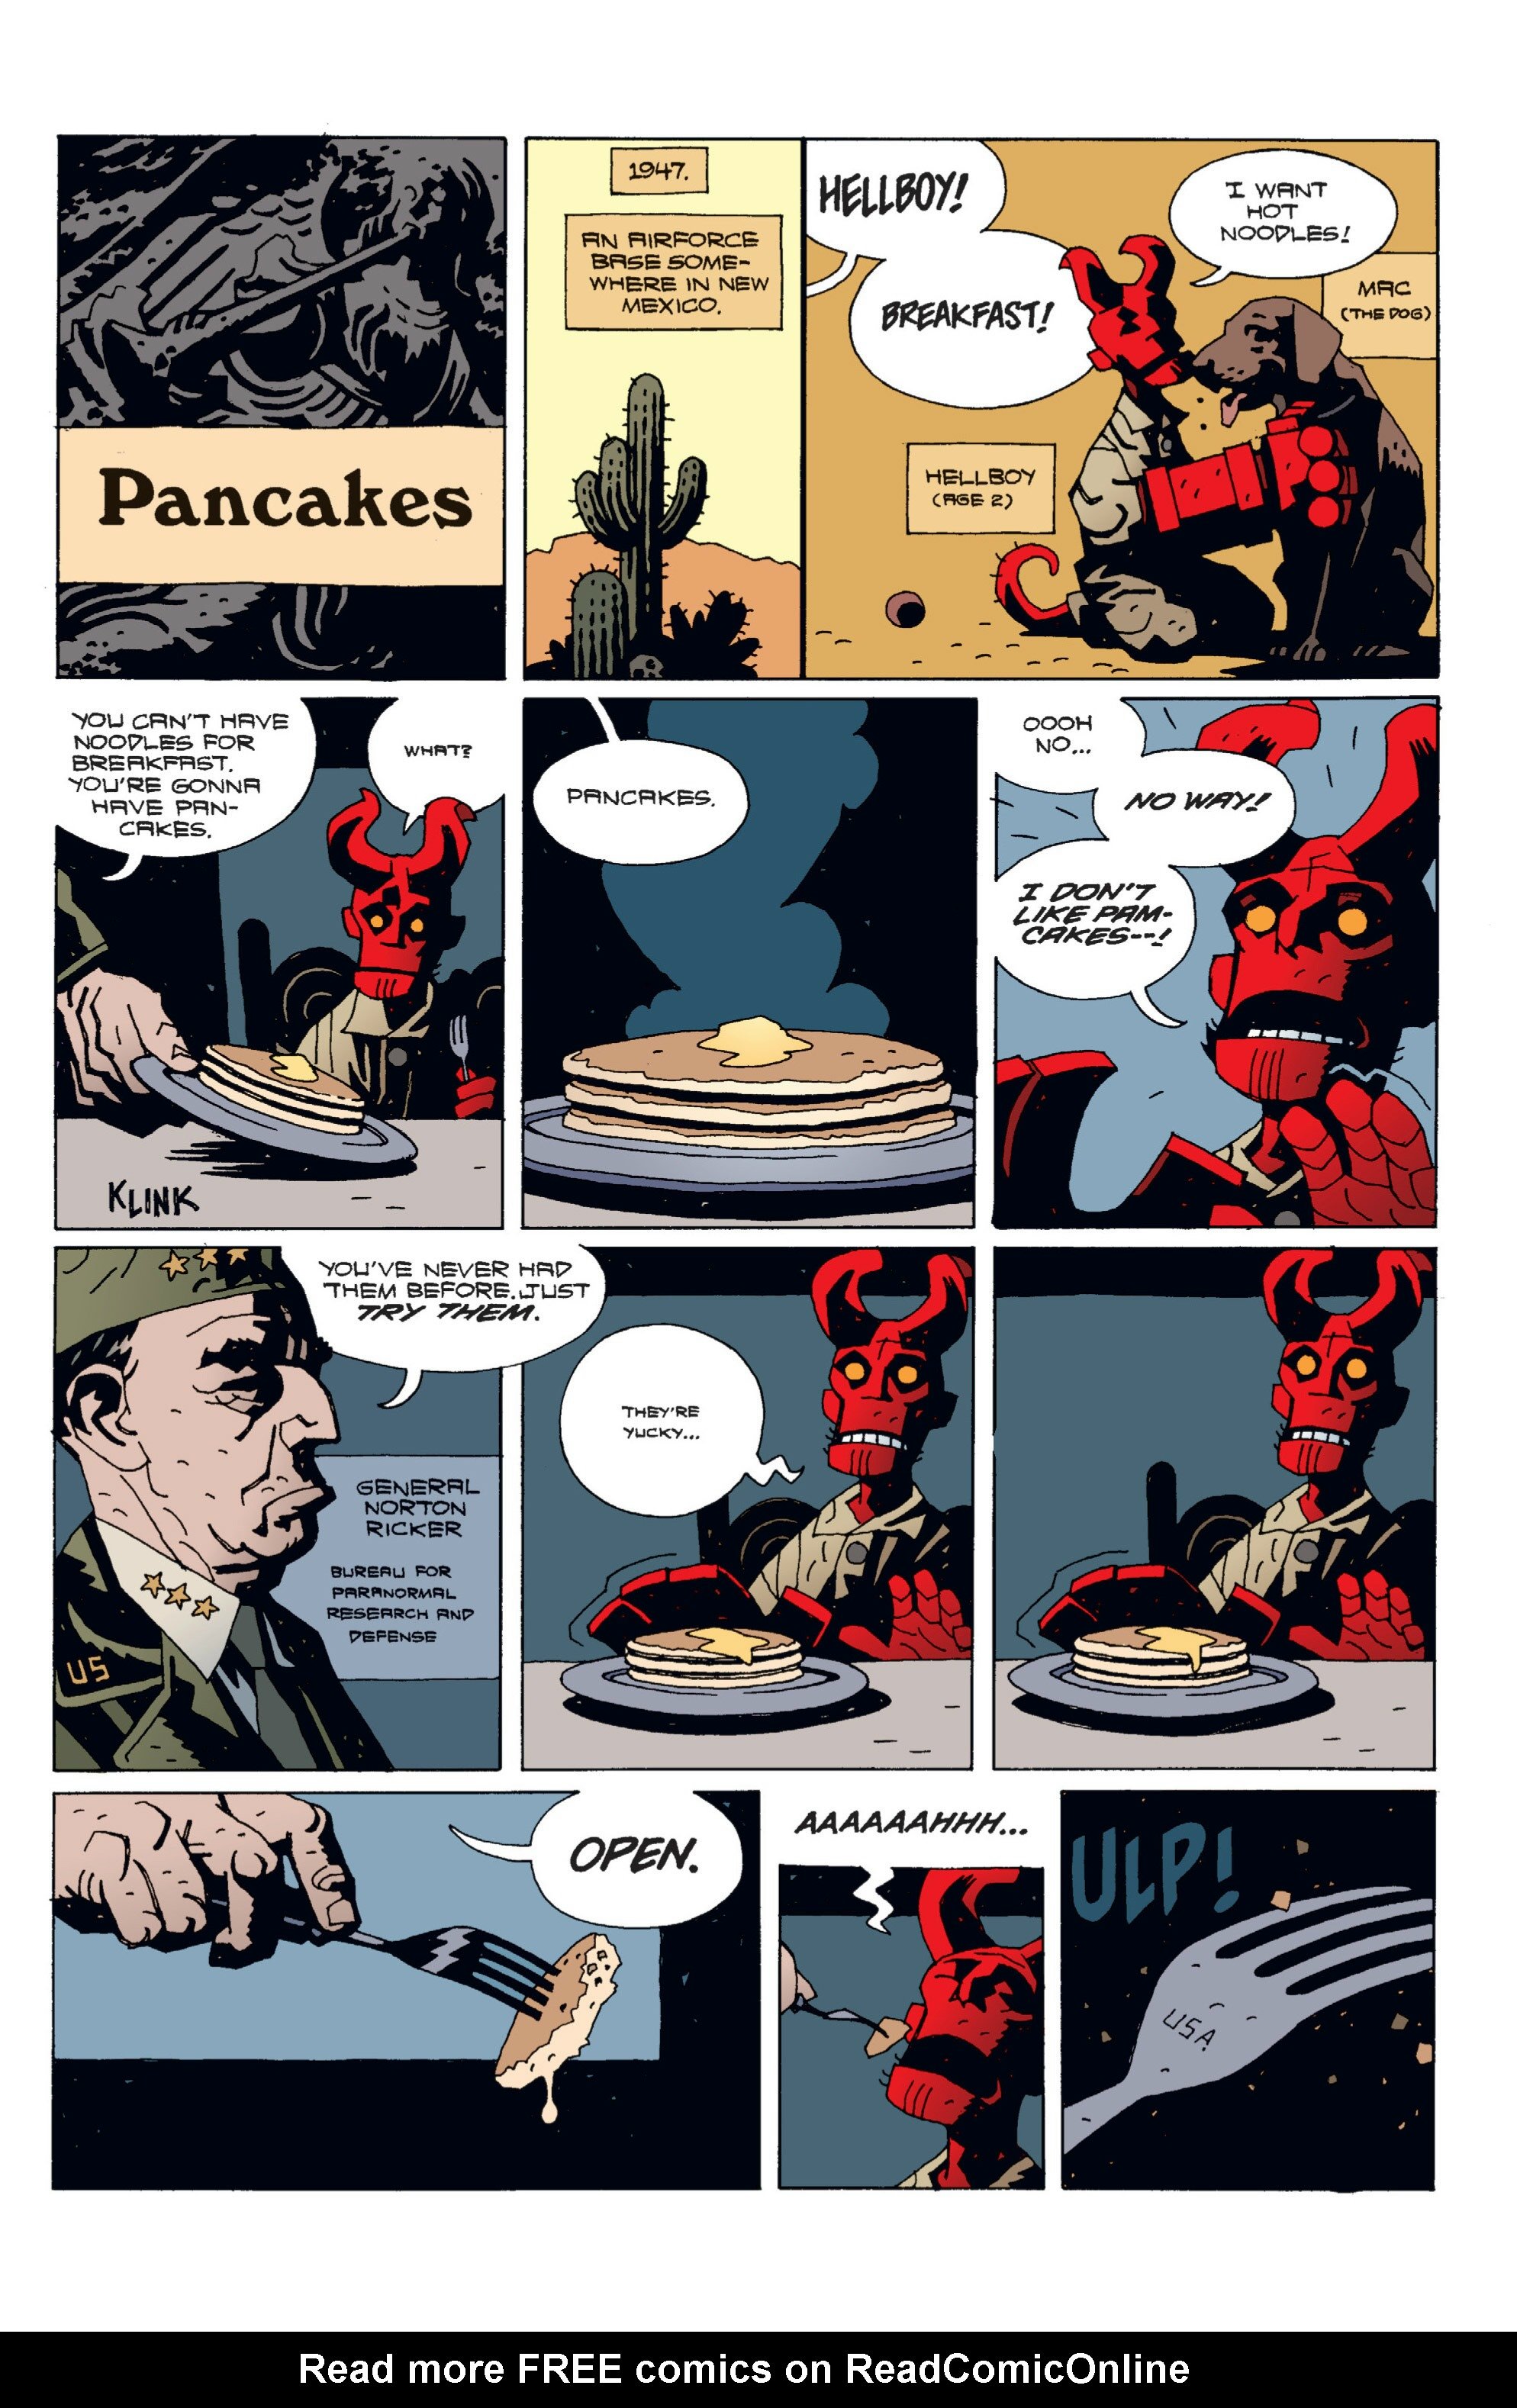 Pancakes
1947.
AN AIRFORCE
BASE SOME-
WHERE IN NEW
MEXICO.
HELLBOY!
BREAKFAST!
I WANT
HOT
NOODLES!
MAC
(THE DOG)
HELLBOY
(AGE 2)
YOU CAN'T HAVE
NOODLES FOR
BREAKFAST.
YOU'RE GONNA
HAVE PAN-
CAKES.
WHAT?
KLINK
PANCAKES.
OOOH
NO...
NO WAY!
I DON'T
LIKE PAM-
CAKES--!
YOU'VE NEVER HAD
THEM BEFORE. JUST
TRY THEM.
GENERAL
NORTON
RICKER
BUREAU FOR
PARANORMAL
RESEARCH AND
DEFENSE
US
THEY'RE
YUCKY...
OPEN.
AAAAAAHHH...
ULP!
USA
Read more FREE comics on ReadComicOnline